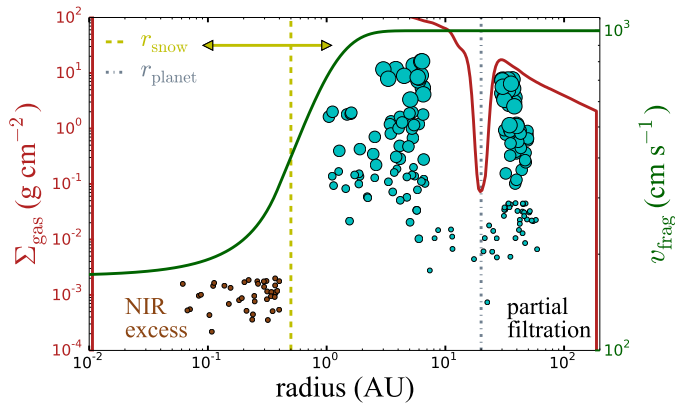 10² 
10¹
10⁰
10⁻¹
10⁻²
10⁻³
10⁻⁴
Σgas (g cm⁻²)
r_snow
r_planet
NIR
excess
partial
filtration
10³
10²
v_frag (cm s⁻¹)
10⁻² 10⁻¹ 10⁰ 10¹ 10²
radius (AU)